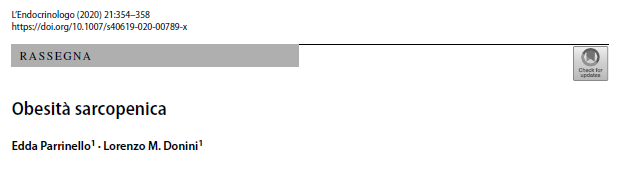 L'Endocrinologo (2020) 21:354–358
https://doi.org/10.1007/s40619-020-00789-x
RASSEGNA
Check for
updates
Obesità sarcopenica
Edda Parrinello¹ · Lorenzo M. Donini¹